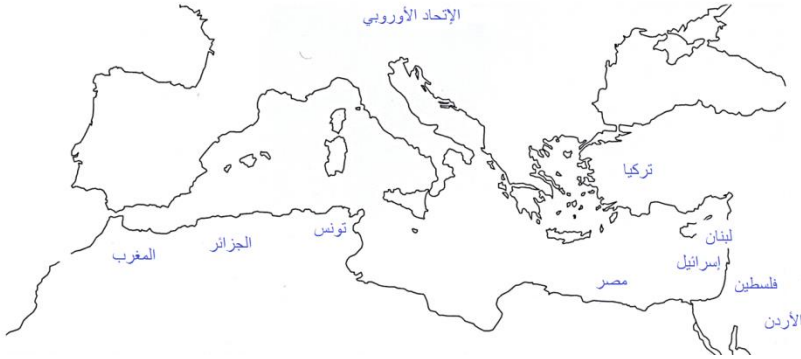 الإتحاد الأوروبي
تركيا
تونس
لبنان
الجزائر
المغرب
إسرائيل
مصر
فلسطين
الأردن